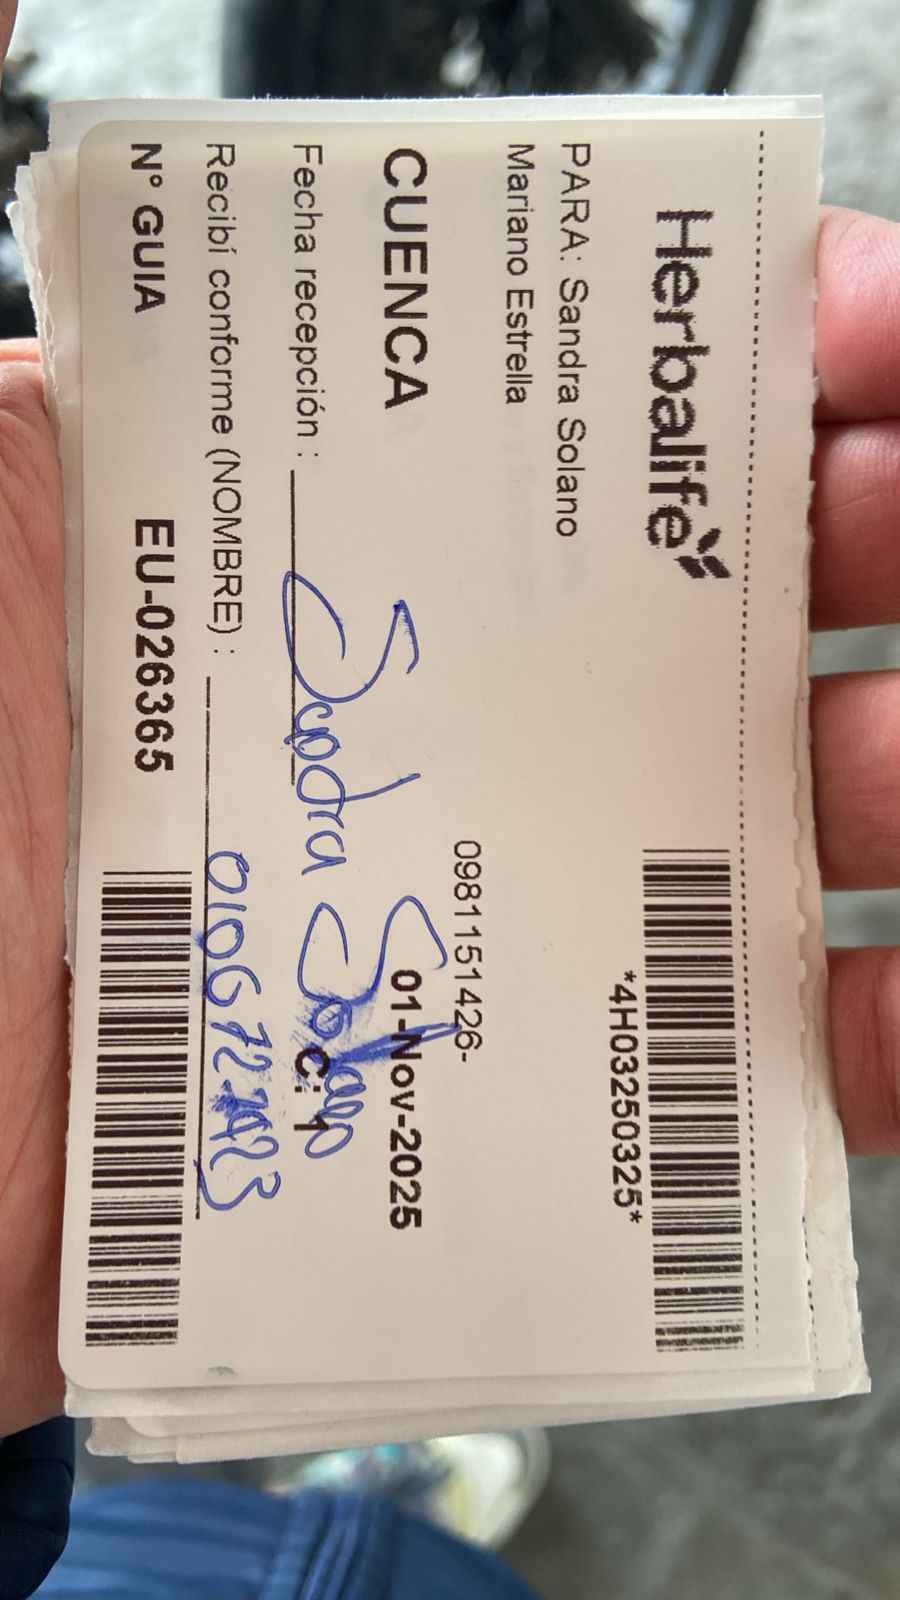 Herbalife
*4H03250325*
PARA: Sandra Solano
Mariano Estrella
0981151426-
CUENCA 01-Nov-2025
Fecha recepción : C: 1
Sandra Solano
Recibí conforme (NOMBRE) :
N° GUIA EU-026365